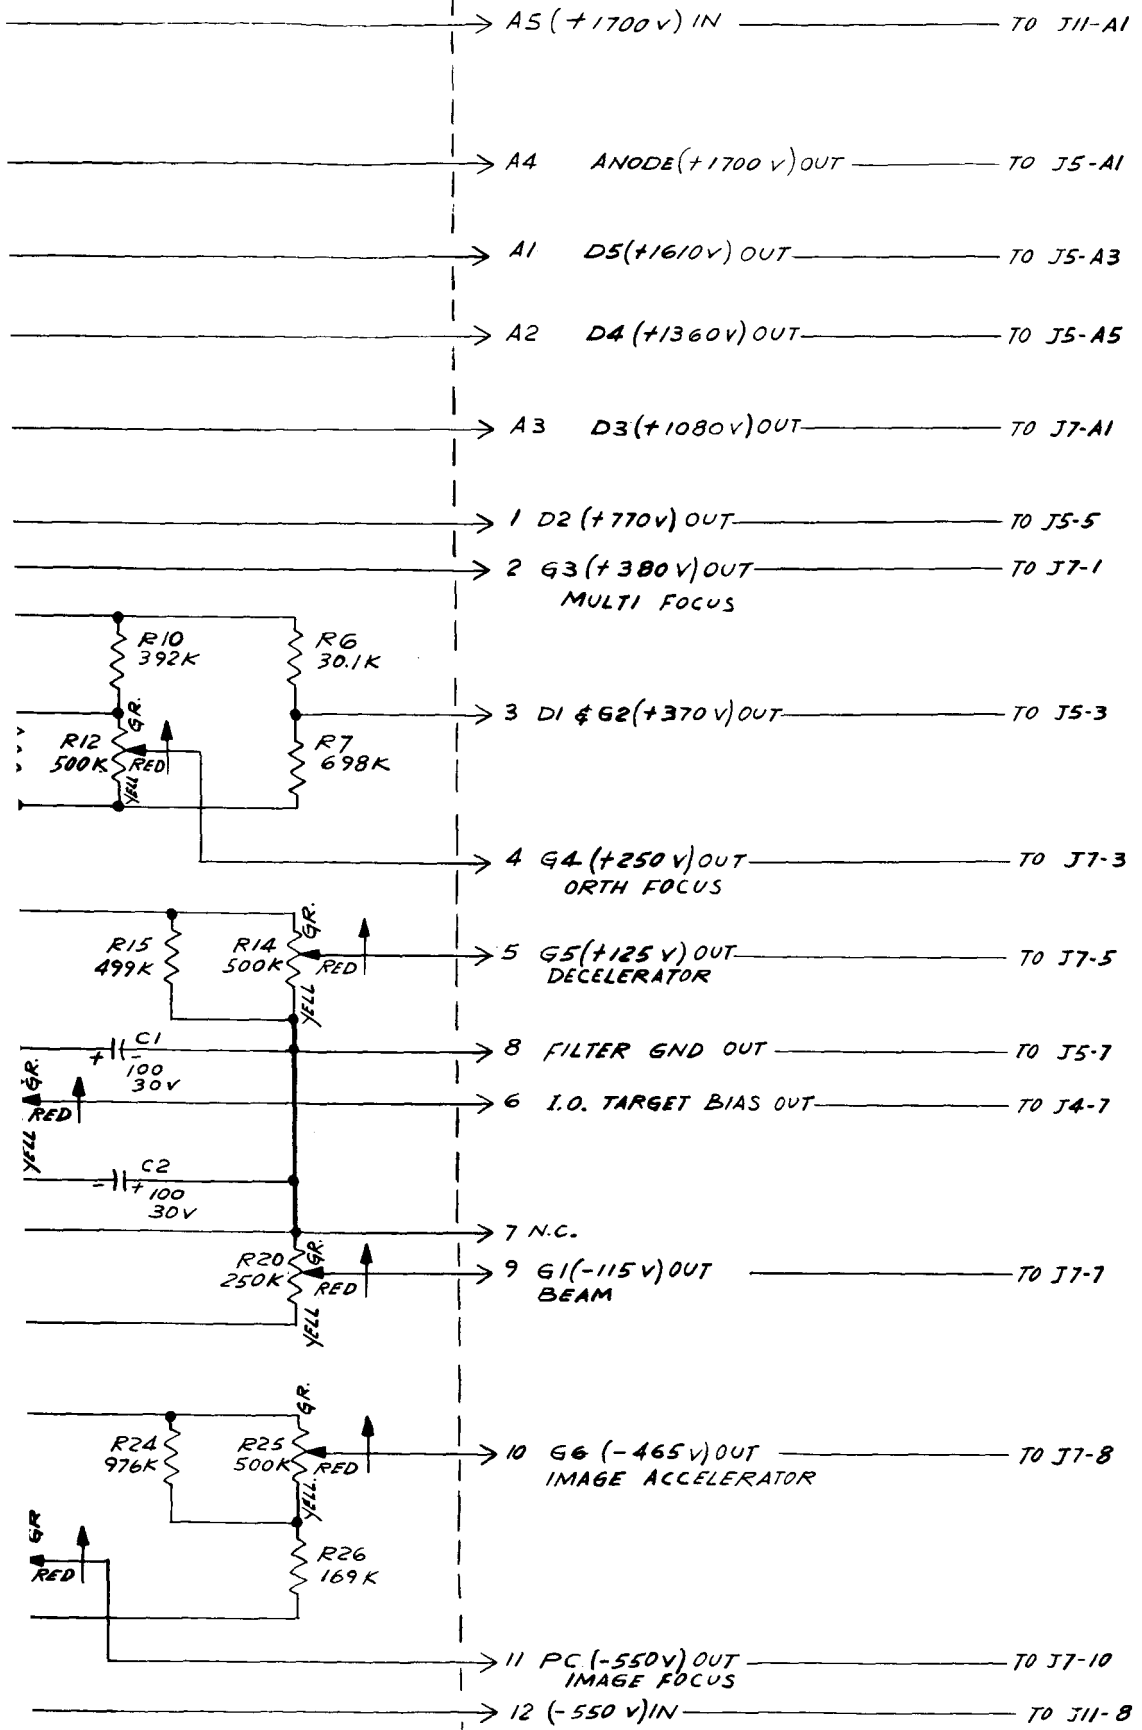 A5 (+1700 v) IN TO J11-A1
A4 ANODE (+1700 v) OUT TO J5-A1
A1 D5 (+1610 v) OUT TO J5-A3
A2 D4 (+1360 v) OUT TO J5-A5
A3 D3 (+1080 v) OUT TO J7-A1
1 D2 (+770 v) OUT TO J5-5
2 G3 (+380 v) OUT TO J7-1
MULTI FOCUS
R10
392K
R6
30.1K
GR.
3 D1 & G2 (+370 v) OUT TO J5-3
R12
500K
RED
YELL
R7
698K
4 G4 (+250 v) OUT TO J7-3
ORTH FOCUS
R15
499K
R14
500K
GR.
RED
YELL
5 G5 (+125 v) OUT TO J7-5
DECELERATOR
+ C1 -
100
30V
8 FILTER GND OUT TO J5-7
GR.
RED
YELL
6 I.O. TARGET BIAS OUT TO J4-7
C2
- + 100
30V
7 N.C.
R20
250K
GR.
RED
YELL
9 G1 (-115 v) OUT TO J7-7
BEAM
R24
976K
R25
500K
GR.
RED
YELL.
10 G6 (-465 v) OUT TO J7-8
IMAGE ACCELERATOR
GR
RED
R26
169K
11 PC (-550 v) OUT TO J7-10
IMAGE FOCUS
12 (-550 v) IN TO J11-8